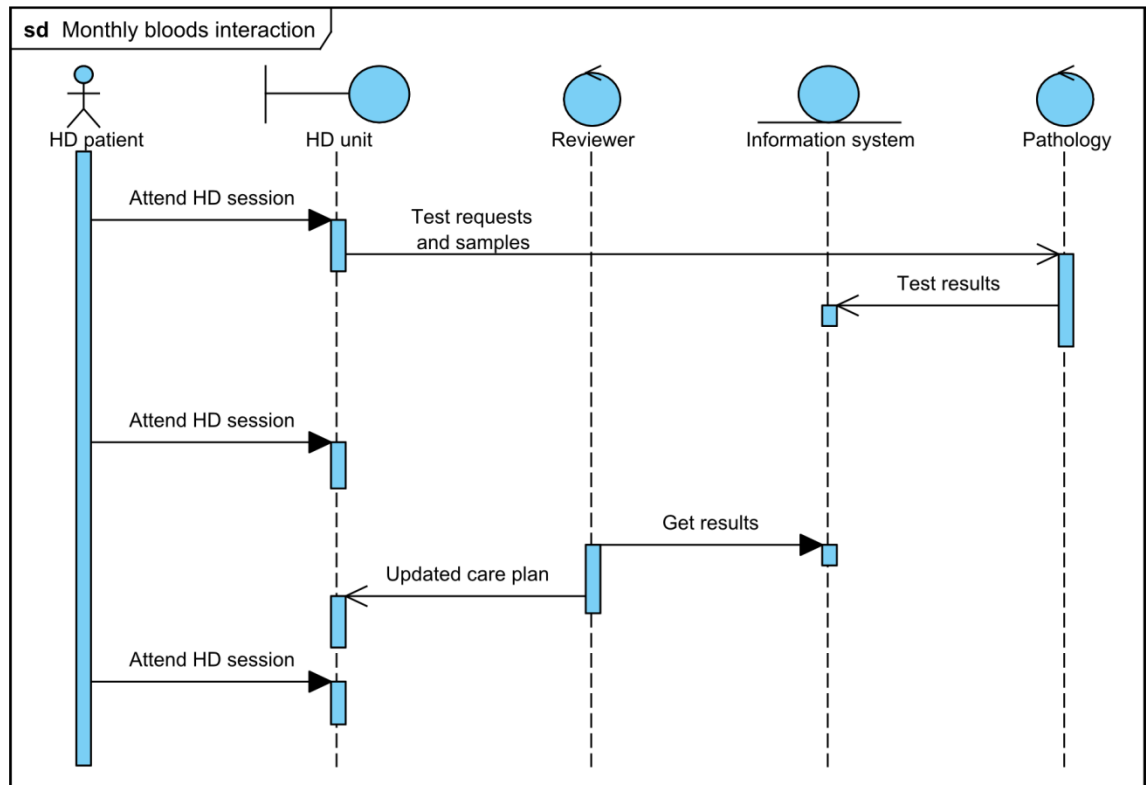 sd Monthly bloods interaction
HD patient
HD unit
Reviewer
Information system
Pathology
Attend HD session
Test requests
and samples
Test results
Attend HD session
Get results
Updated care plan
Attend HD session